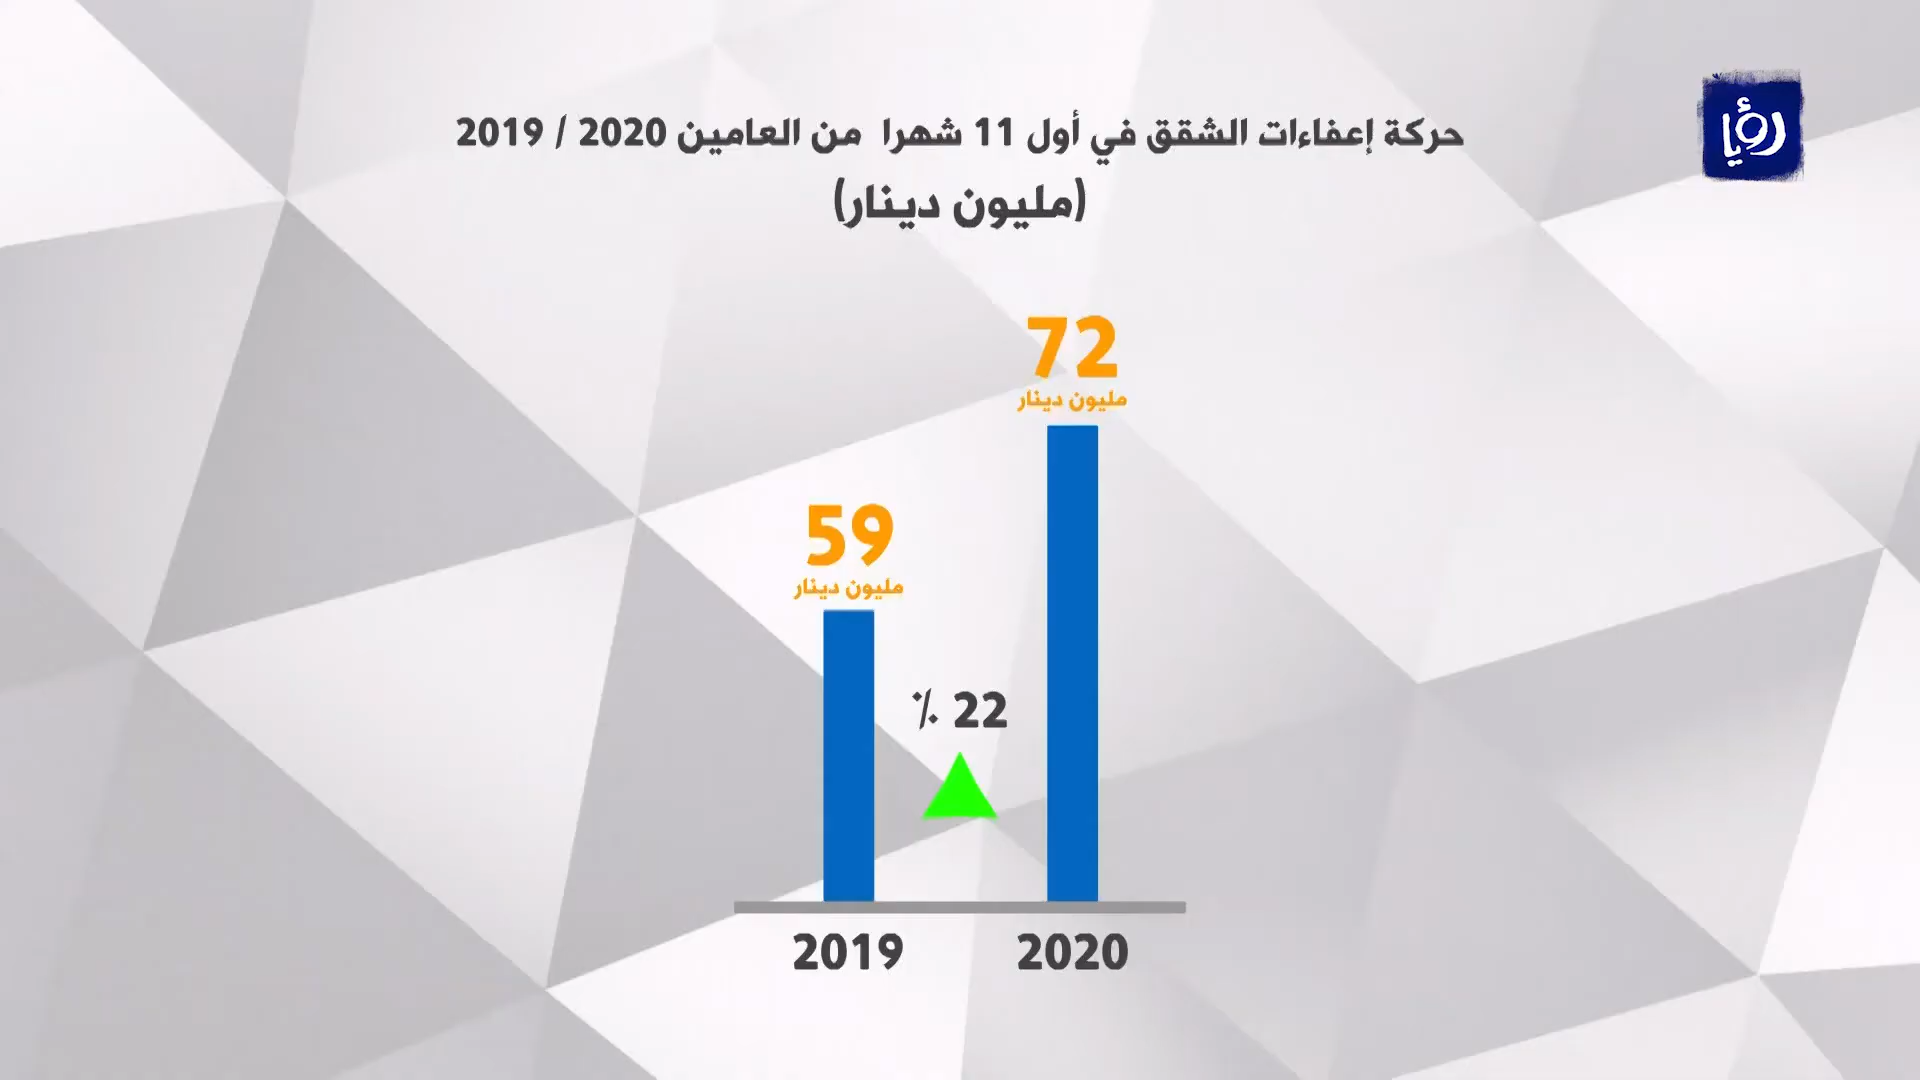 رؤيا
حركة إعفاءات الشقق في أول 11 شهرا من العامين 2020 / 2019
(مليون دينار)
72
مليون دينار
59
مليون دينار
22 ٪
2019
2020